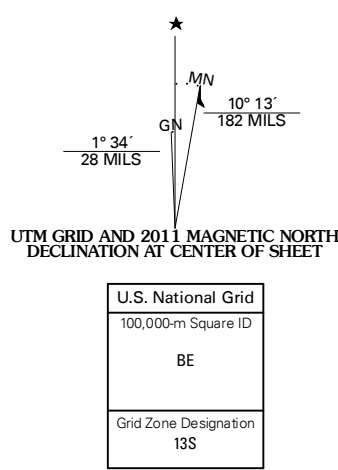 ★
MN
GN
10° 13´
182 MILS
1° 34´
28 MILS
UTM GRID AND 2011 MAGNETIC NORTH
DECLINATION AT CENTER OF SHEET
U.S. National Grid
100,000-m Square ID
BE
Grid Zone Designation
13S